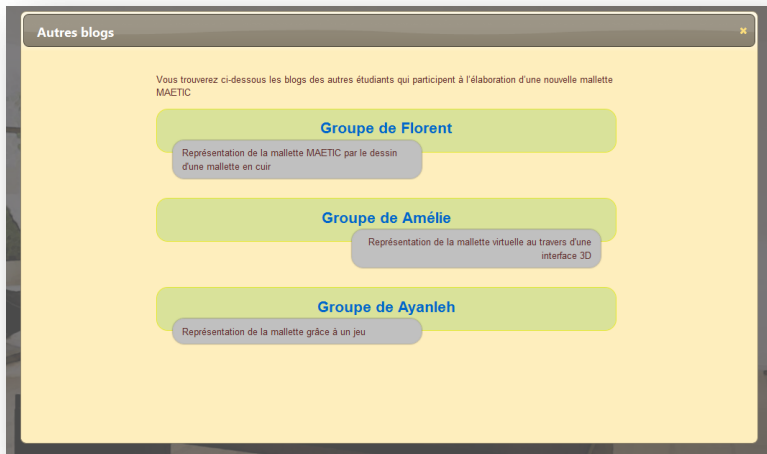 Autres blogs
Vous trouverez ci-dessous les blogs des autres étudiants qui participent à l'élaboration d'une nouvelle mallette
MAETIC
Groupe de Florent
Représentation de la mallette MAETIC par le dessin
d'une mallette en cuir
Groupe de Amélie
Représentation de la mallette virtuelle au travers d'une
interface 3D
Groupe de Ayanleh
Représentation de la mallette grâce à un jeu